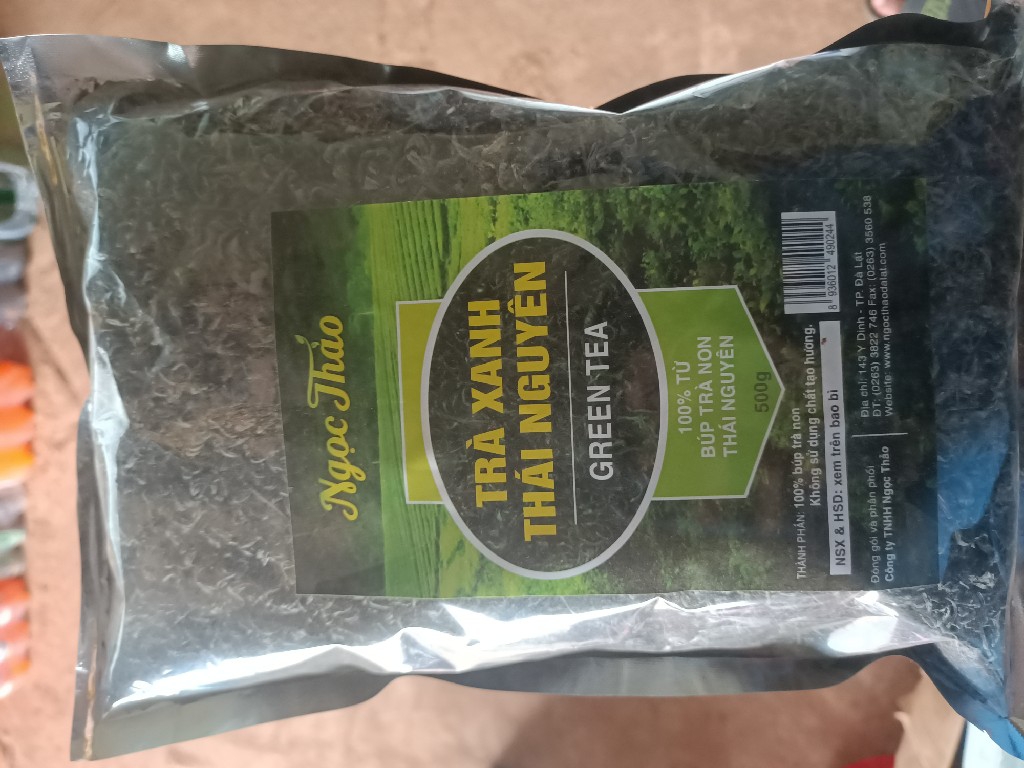 Ngọc Thảo
TRÀ XANH
THÁI NGUYÊN
GREEN TEA
100% TỪ
BÚP TRÀ NON
THÁI NGUYÊN
500g
THÀNH PHẦN: 100% búp trà non
Không sử dụng chất tạo hương.
NSX & HSD: xem trên bao bì
8 936012 490244
Đóng gói và phân phối
Công ty TNHH Ngọc Thảo
Địa chỉ: 143 Y Dinh - TP. Đà Lạt
ĐT: (0263) 3822 746 Fax: (0263) 3560 538
Website: www.ngocthaodalat.com